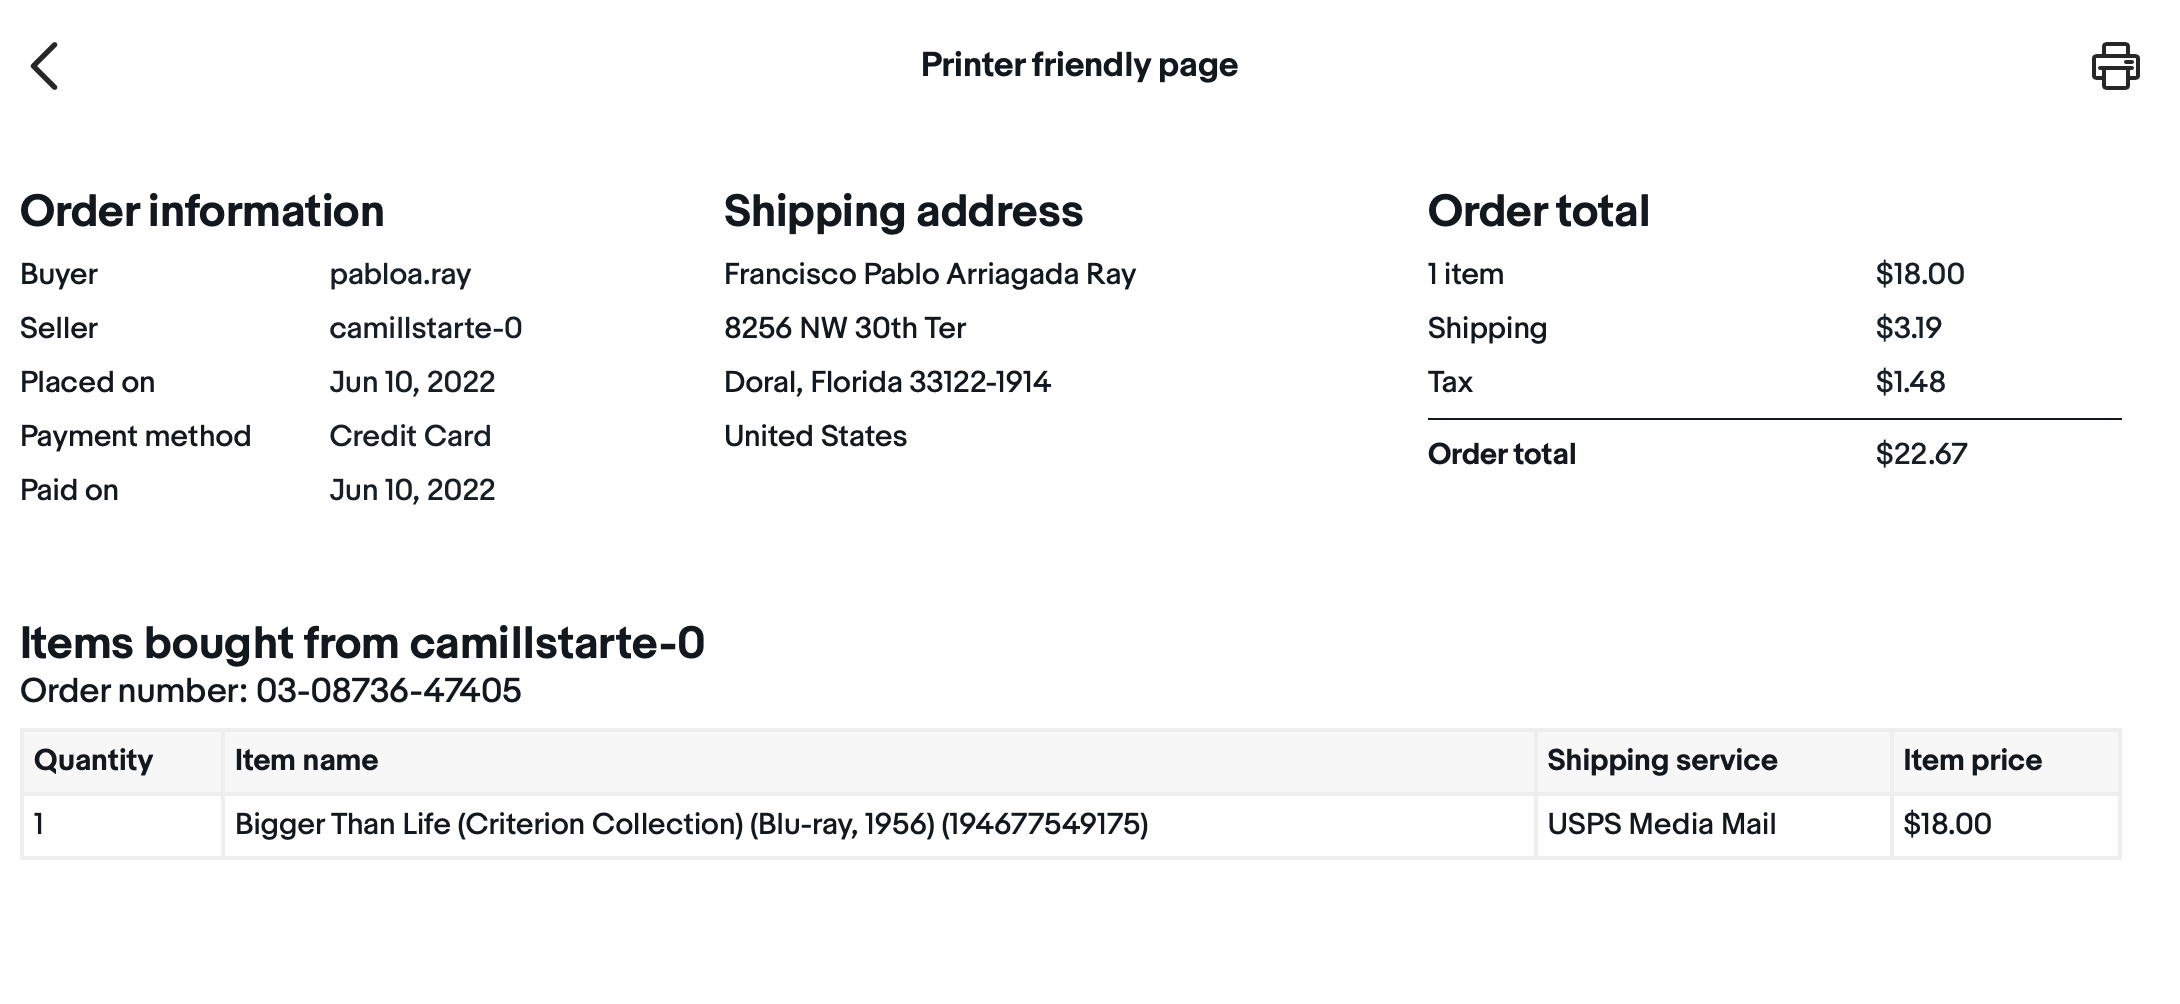 Printer friendly page
Order information
Buyer pabloa.ray
Seller camillstarte-0
Placed on Jun 10, 2022
Payment method Credit Card
Paid on Jun 10, 2022
Shipping address
Francisco Pablo Arriagada Ray
8256 NW 30th Ter
Doral, Florida 33122-1914
United States
Order total
1 item $18.00
Shipping $3.19
Tax $1.48
Order total $22.67
Items bought from camillstarte-0
Order number: 03-08736-47405
Quantity Item name Shipping service Item price
1 Bigger Than Life (Criterion Collection) (Blu-ray, 1956) (194677549175) USPS Media Mail $18.00